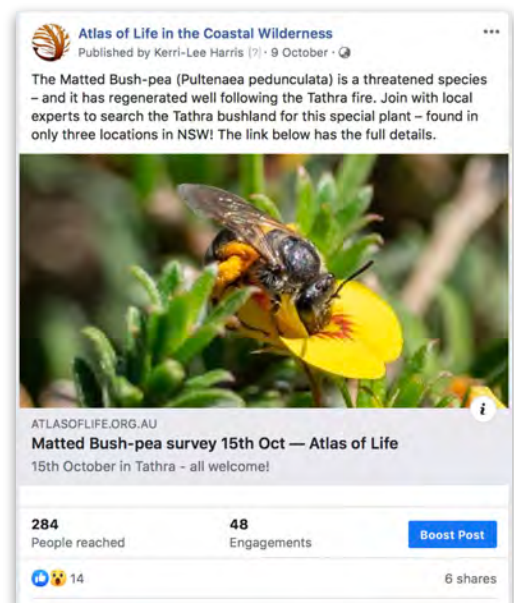 Atlas of Life in the Coastal Wilderness
Published by Kerri-Lee Harris [?] · 9 October ·
The Matted Bush-pea (Pultenaea pedunculata) is a threatened species
– and it has regenerated well following the Tathra fire. Join with local
experts to search the Tathra bushland for this special plant – found in
only three locations in NSW! The link below has the full details.
i
ATLASOFLIFE.ORG.AU
Matted Bush-pea survey 15th Oct — Atlas of Life
15th October in Tathra - all welcome!
284
People reached
48
Engagements
Boost Post
14
6 shares